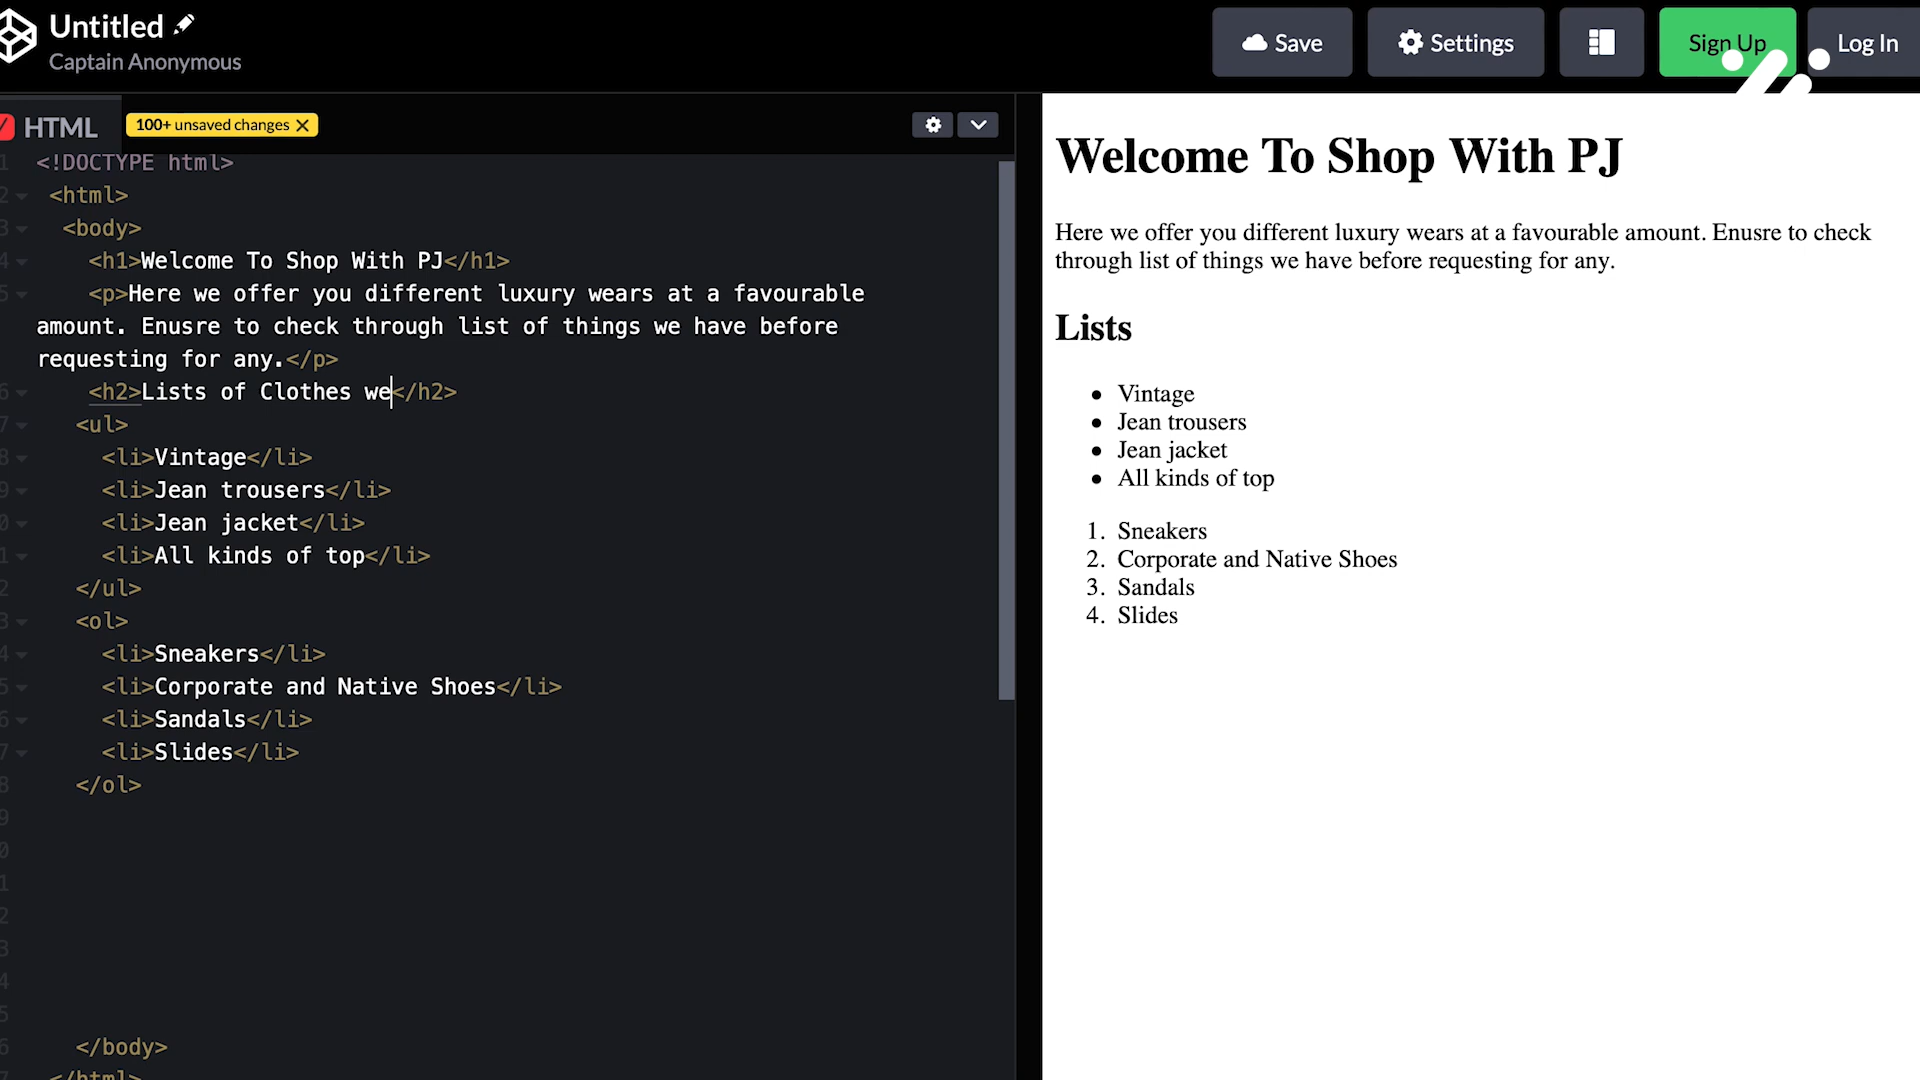 Untitled
Captain Anonymous
Save
Settings
Sign Up
Log In
HTML
100+ unsaved changes
<!DOCTYPE html>
<html>
<body>
<h1>Welcome To Shop With PJ</h1>
<p>Here we offer you different luxury wears at a favourable
amount. Enusre to check through list of things we have before
requesting for any.</p>
<h2>Lists of Clothes we</h2>
<ul>
<li>Vintage</li>
<li>Jean trousers</li>
<li>Jean jacket</li>
<li>All kinds of top</li>
</ul>
<ol>
<li>Sneakers</li>
<li>Corporate and Native Shoes</li>
<li>Sandals</li>
<li>Slides</li>
</ol>
</body>
</html>
Welcome To Shop With PJ
Here we offer you different luxury wears at a favourable amount. Enusre to check
through list of things we have before requesting for any.
Lists
• Vintage
• Jean trousers
• Jean jacket
• All kinds of top
1. Sneakers
2. Corporate and Native Shoes
3. Sandals
4. Slides